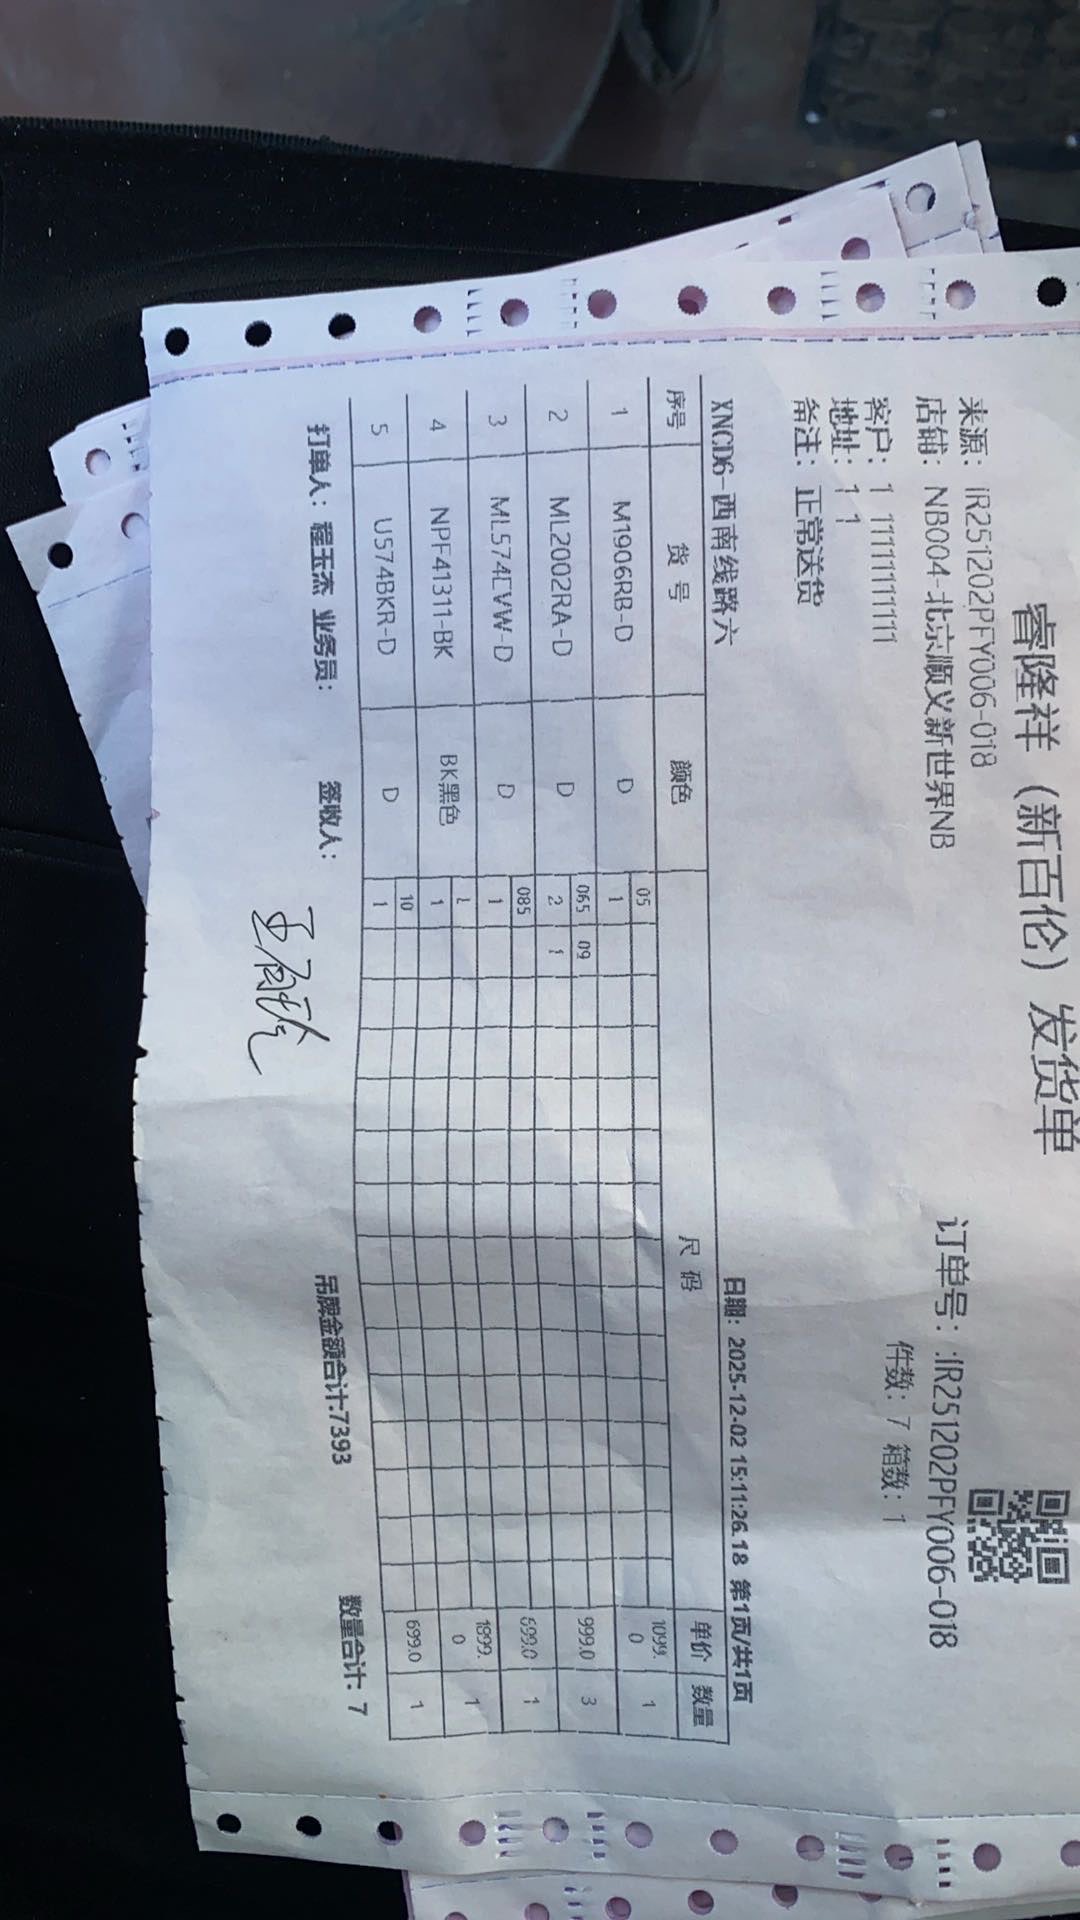 睿隆祥（新百伦）发货单
来源：IR251202PFY006-018
订单号：:IR251202PFY006-018
店铺：NB004-北京顺义新世界NB
件数：7 箱数：1
客户：1 11111111111
地址：1 1
备注：正常送货
XNCD6-西南线路六 日期：2025-12-02 15:11:26.18 第1页/共1页
序号 货号 颜色 尺码 单价 数量
05
1 M1906RB-D D 1 1099.0 1
065 09
2 ML2002RA-D D 2 1 999.0 3
085
3 ML574EVW-D D 1 699.0 1
L
4 NPF41311-BK BK黑色 1 1899.0 1
10
5 U574BKR-D D 1 699.0 1
打单人：程玉杰 业务员： 签收人： 吊牌金额合计:7393 数量合计: 7